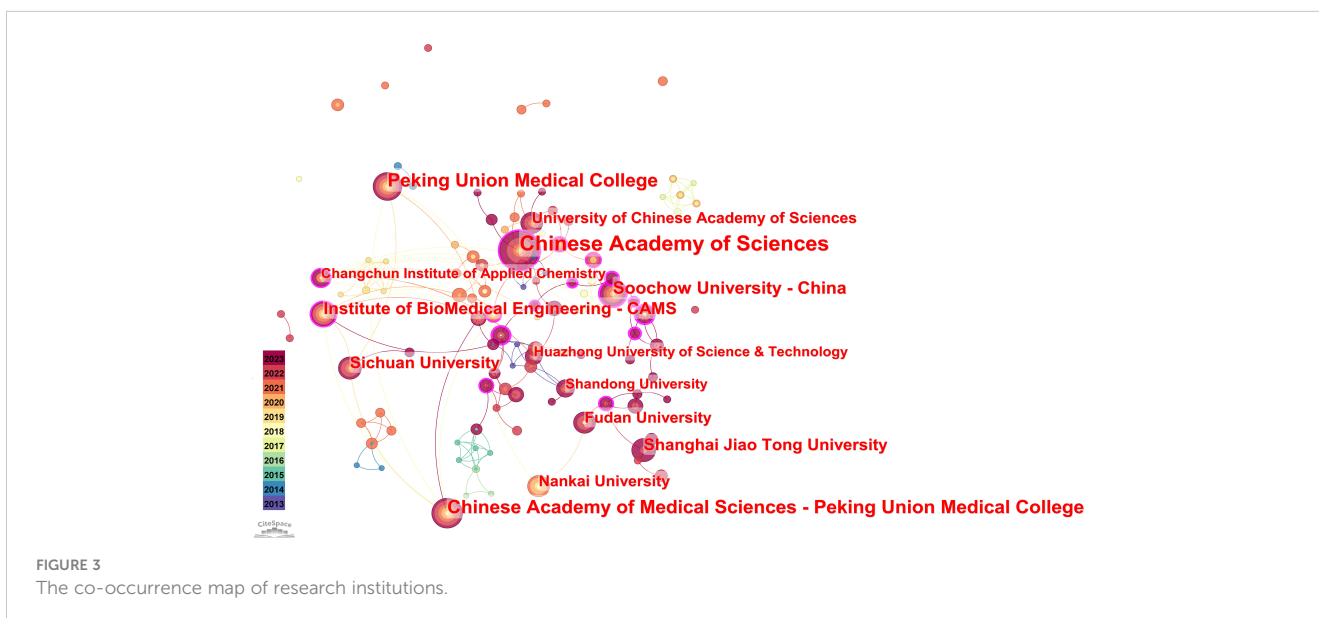 Peking Union Medical College
University of Chinese Academy of Sciences
Chinese Academy of Sciences
Changchun Institute of Applied Chemistry
Soochow University - China
Institute of BioMedical Engineering - CAMS
Huazhong University of Science & Technology
Sichuan University
Shandong University
Fudan University
Shanghai Jiao Tong University
Nankai University
Chinese Academy of Medical Sciences - Peking Union Medical College
2023
2022
2021
2020
2019
2018
2017
2016
2015
2014
2013
CiteSpace
FIGURE 3
The co-occurrence map of research institutions.